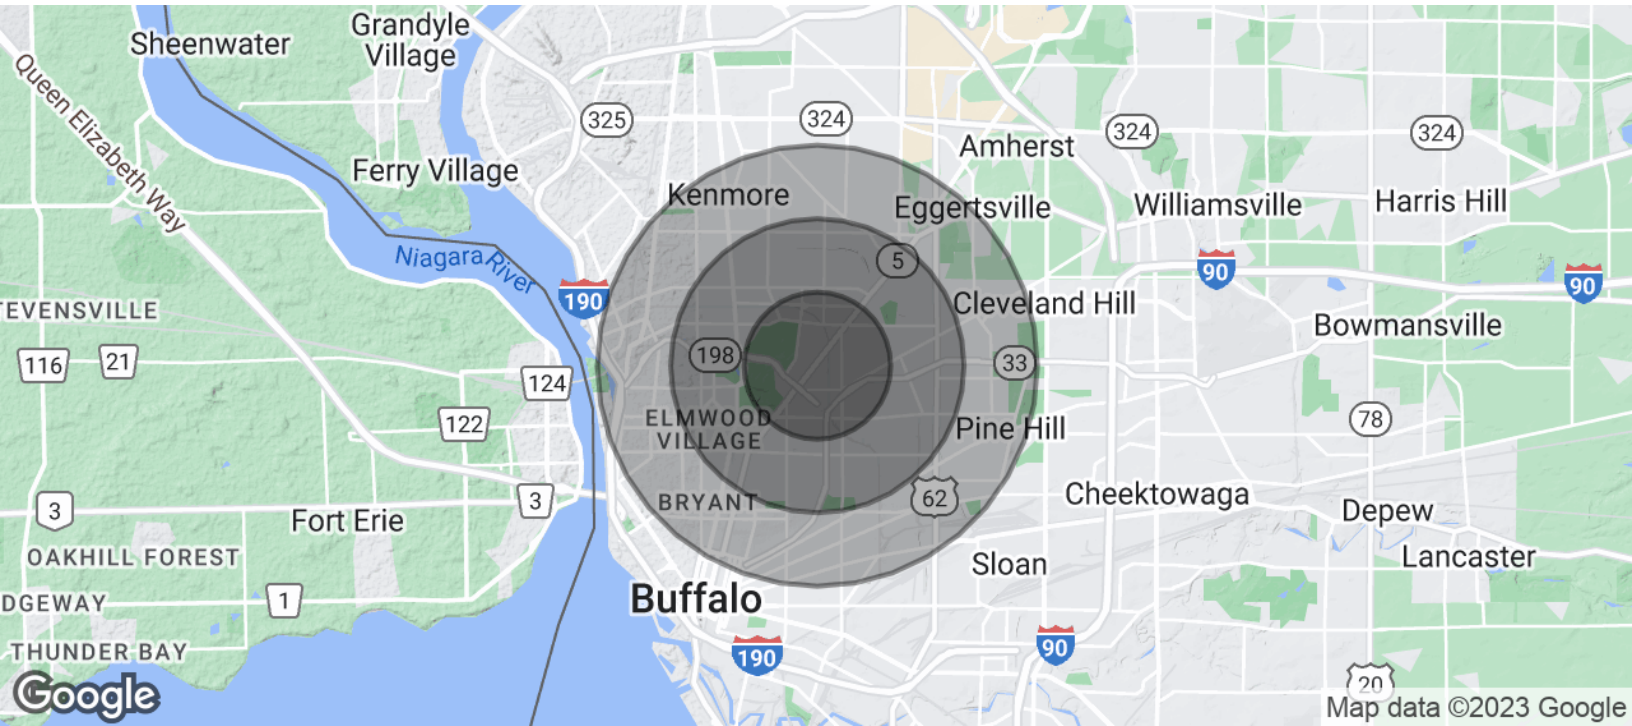 Grandyle
Village
Sheenwater
Queen Elizabeth Way
325
324
324
324
Amherst
Ferry Village
Kenmore
Eggertsville
Williamsville
Harris Hill
Niagara River
5
90
90
190
Cleveland Hill
TEVENSVILLE
Bowmansville
116
21
198
33
124
122
ELMWOOD
VILLAGE
Pine Hill
78
3
3
BRYANT
62
Cheektowaga
Fort Erie
Depew
OAKHILL FOREST
Sloan
Lancaster
DGEWAY
1
Buffalo
THUNDER BAY
190
90
20
Google
Map data ©2023 Google